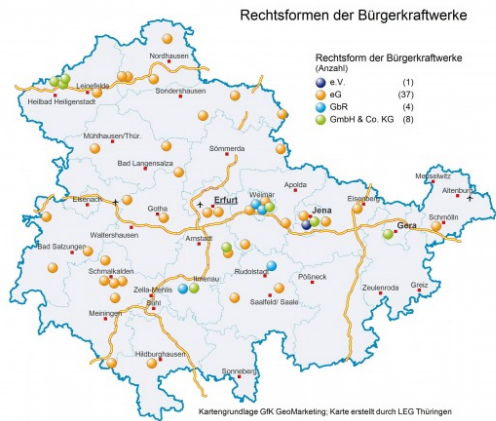 Rechtsformen der Bürgerkraftwerke
Rechtsform der Bürgerkraftwerke
(Anzahl)
e.V. (1)
eG (37)
GbR (4)
GmbH & Co. KG (8)
Nordhausen
Leinefelde
Heilbad Heiligenstadt
Sondershausen
Mühlhausen/Thür.
Sömmerda
Bad Langensalza
Meuselwitz
Apolda
Altenburg
Eisenach
Erfurt
Weimar
Eisenberg
Gotha
Jena
Schmölln
Gera
Waltershausen
Arnstadt
Bad Salzungen
Schmalkalden
Ilmenau
Rudolstadt
Pößneck
Zella-Mehlis
Zeulenroda
Greiz
Suhl
Saalfeld/ Saale
Meiningen
Hildburghausen
Sonneberg
Kartengrundlage GfK GeoMarketing; Karte erstellt durch LEG Thüringen